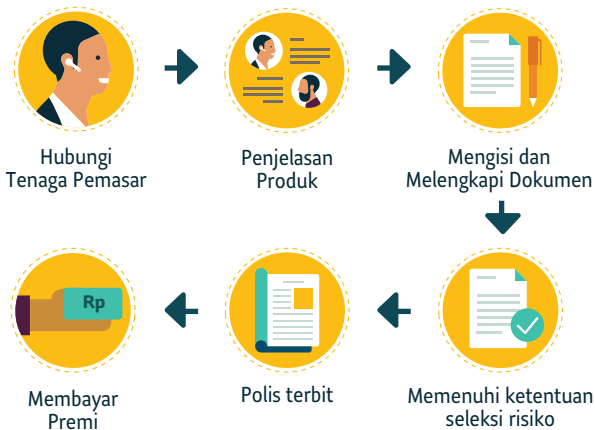 Hubungi
Tenaga Pemasar
Penjelasan
Produk
Mengisi dan
Melengkapi Dokumen
Memenuhi ketentuan
seleksi risiko
Polis terbit
Rp
Membayar
Premi